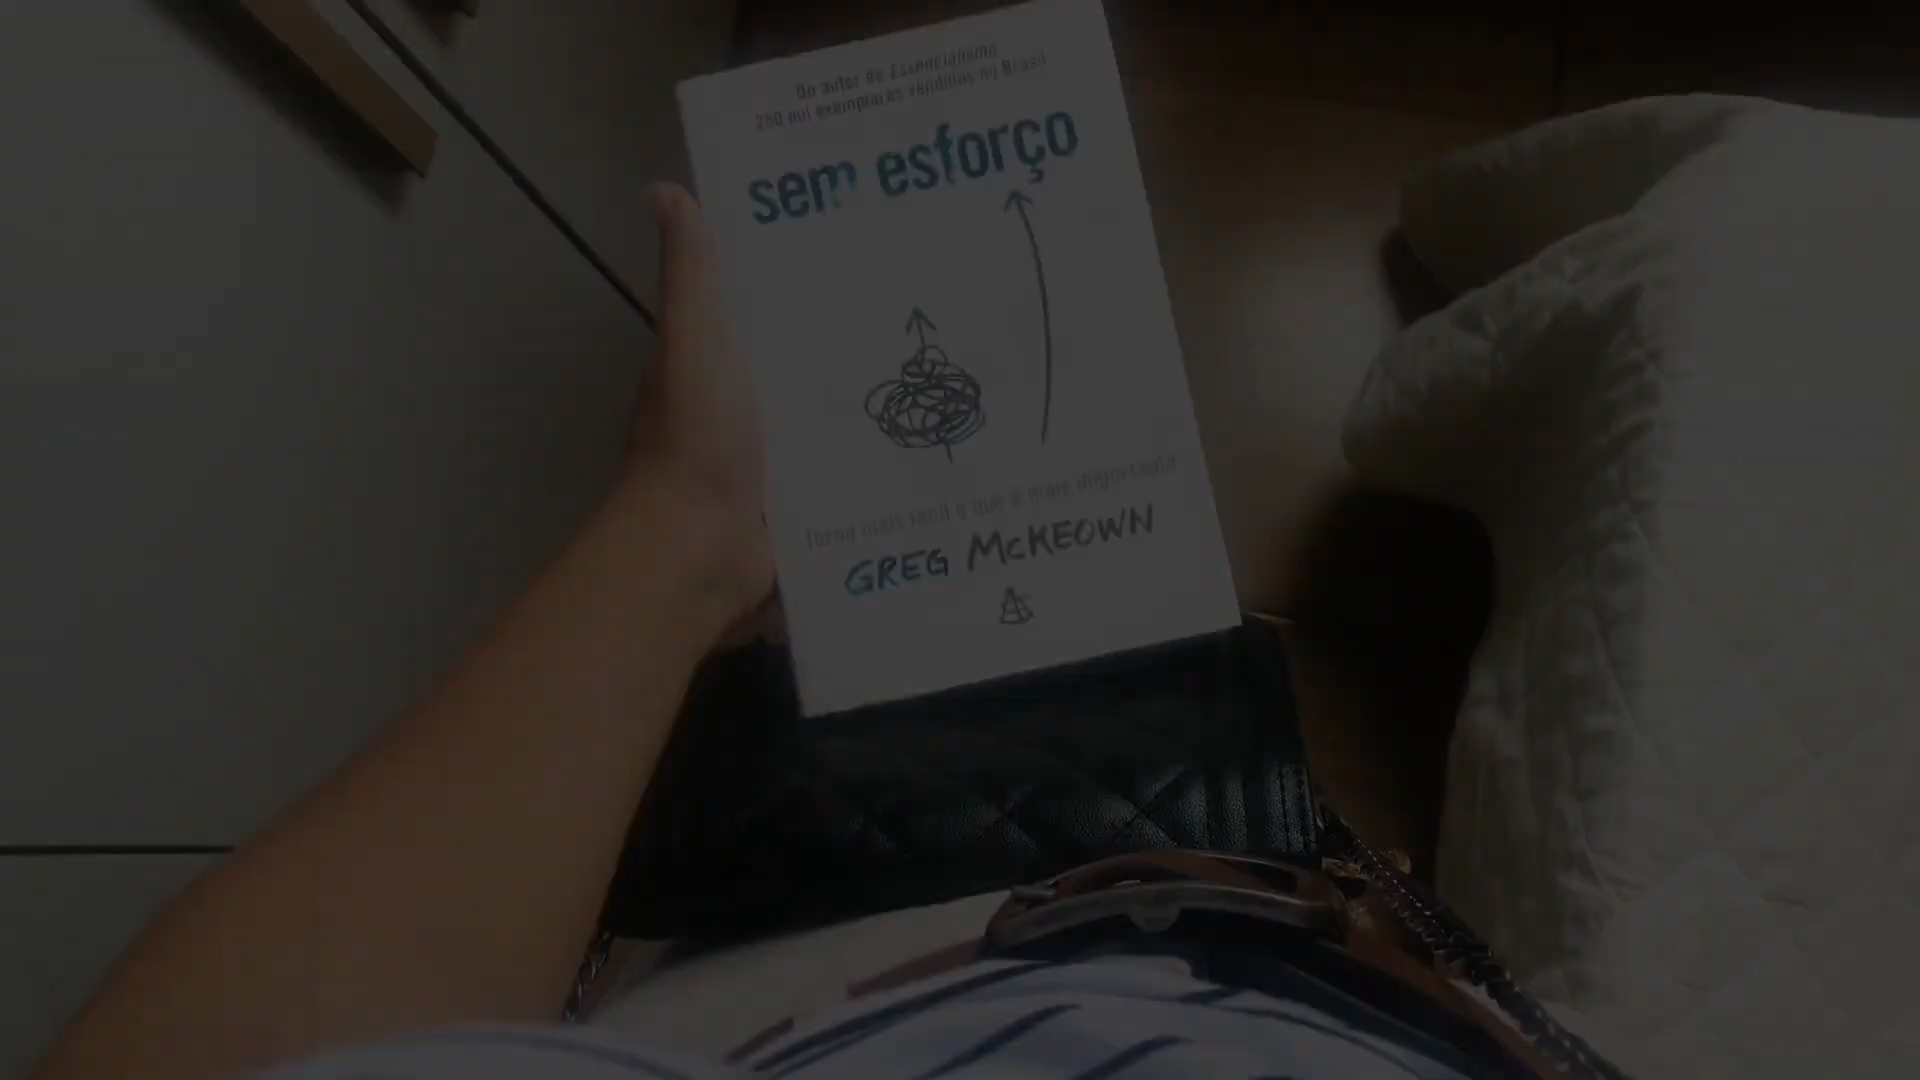 Do autor de Essencialismo
250 mil exemplares vendidos no Brasil
sem esforço
Torne mais fácil o que é mais importante
GREG McKEOWN